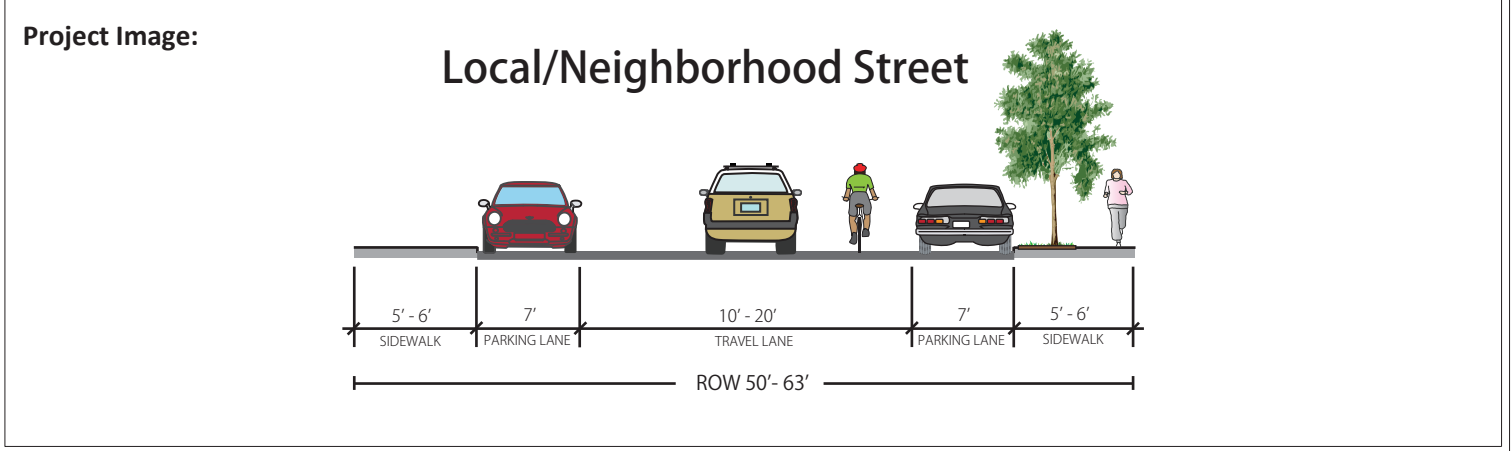 Project Image:
Local/Neighborhood Street
5' - 6'
7'
10' - 20'
7'
5' - 6'
SIDEWALK
PARKING LANE
TRAVEL LANE
PARKING LANE
SIDEWALK
ROW 50'- 63'